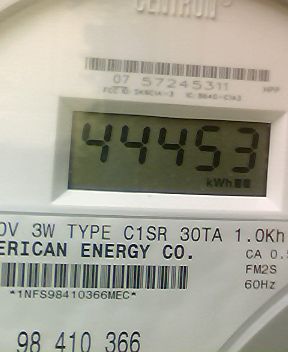 CENTRON®
07 57245311
44453
kWh
0V 3W TYPE C1SR 30TA 1.0Kh
ERICAN ENERGY CO.
CA 0.
FM2S
*1NFS98410366MEC*
60Hz
98 410 366